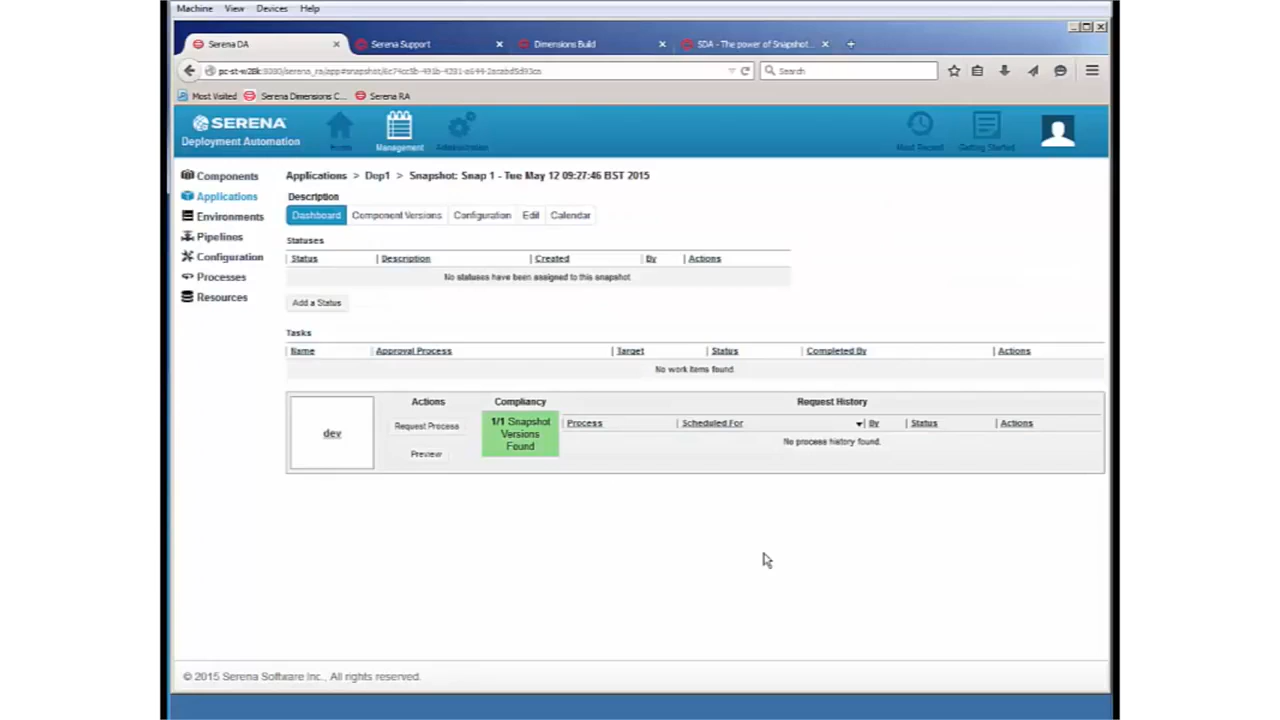 Machine View Devices Help
Serena DA Serena Support Dimensions Build SDA - The power of Snapshot...
Search
Most Visited Serena Dimensions C... Serena RA
SERENA
Deployment Automation
Home Management Administration Most Recent Getting Started
Components
Applications
Environments
Pipelines
Configuration
Processes
Resources
Applications > Dep1 > Snapshot: Snap 1 - Tue May 12 09:27:46 BST 2015
Description
Dashboard Component Versions Configuration Edit Calendar
Statuses
Status Description Created By Actions
No statuses have been assigned to this snapshot
Add a Status
Tasks
Name Approval Process Target Status Completed By Actions
No work items found.
dev
Actions
Request Process
Preview
Compliancy
1/1 Snapshot
Versions
Found
Request History
Process Scheduled For By Status Actions
No process history found.
© 2015 Serena Software Inc., All rights reserved.